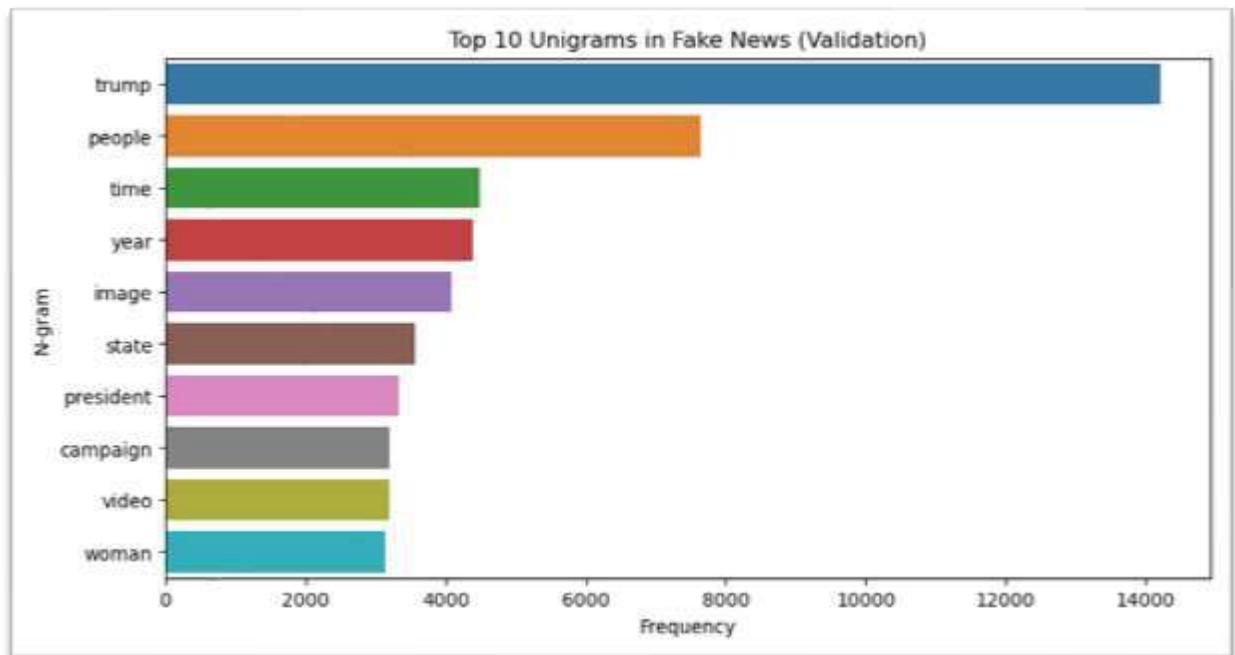 Top 10 Unigrams in Fake News (Validation)
trump
people
time
year
image
state
president
campaign
video
woman
N-gram
0 2000 4000 6000 8000 10000 12000 14000
Frequency